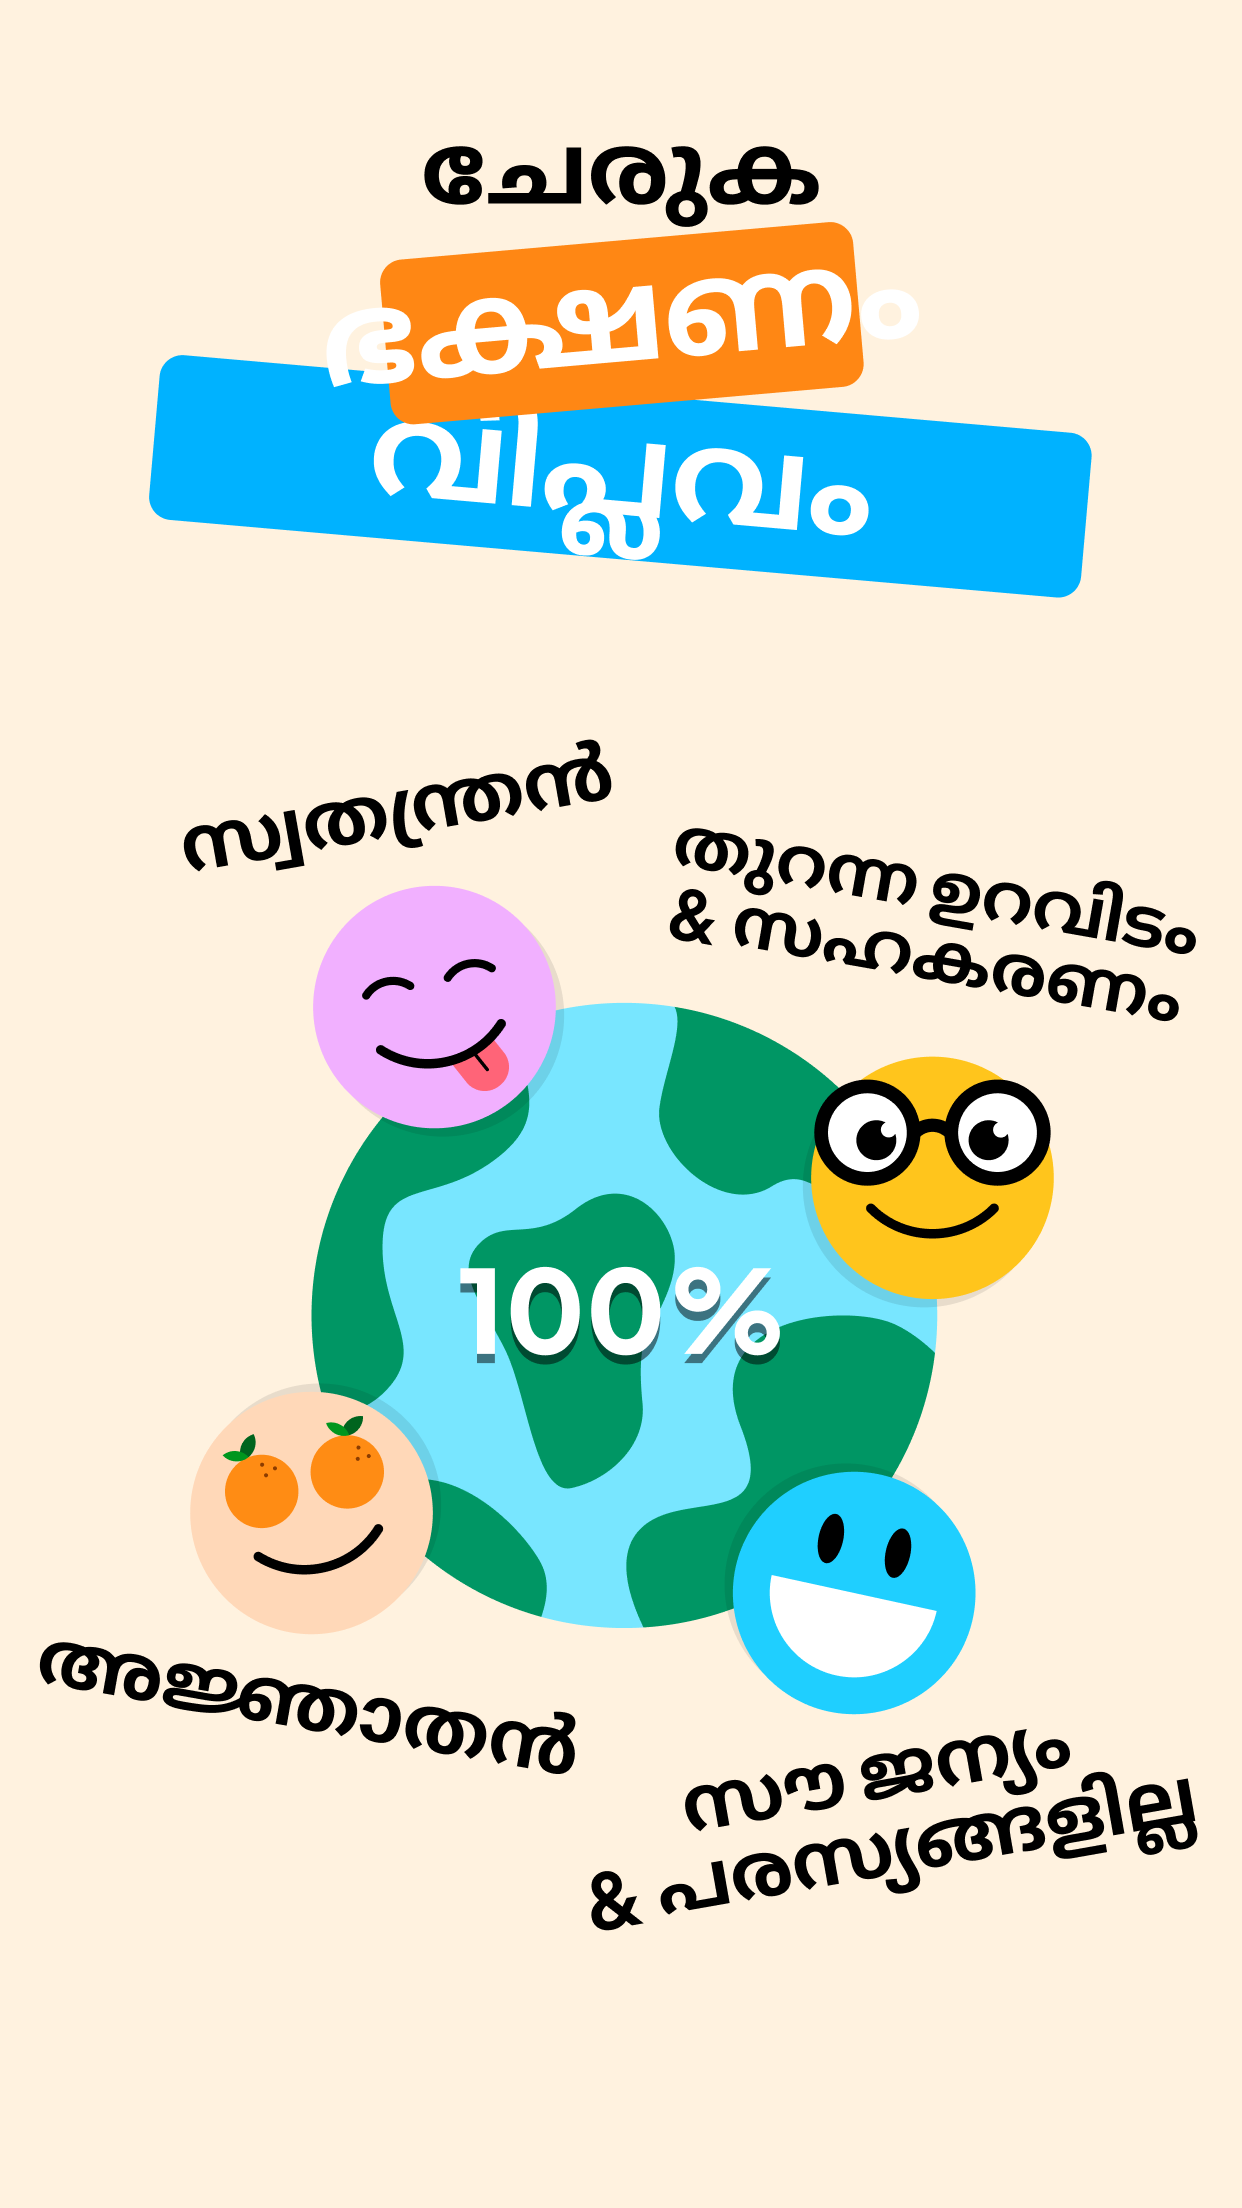 ചേരുക
ഭക്ഷണം
വിപ്ലവം
സ്വതന്ത്രൻ
തുറന്ന ഉറവിടം
& സഹകരണം
100%
അജ്ഞാതൻ
സൗ ജന്യം
& പരസ്യങ്ങളില്ല